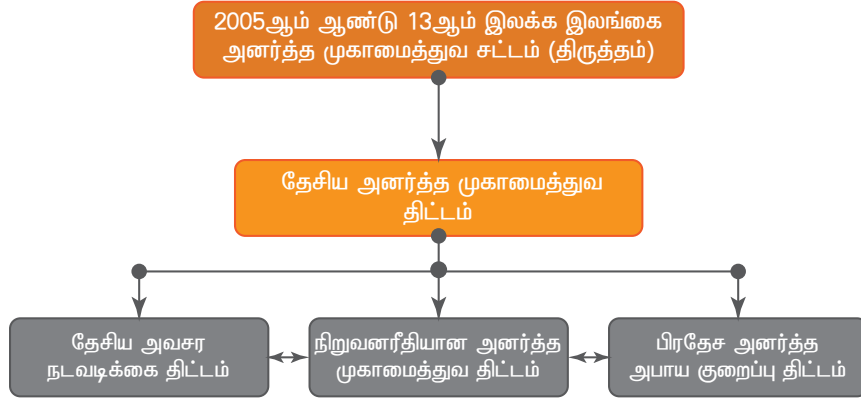 2005ஆம் ஆண்டு 13ஆம் இலக்க இலங்கை
அனர்த்த முகாமைத்துவ சட்டம் (திருத்தம்)
தேசிய அனர்த்த முகாமைத்துவ
திட்டம்
தேசிய அவசர
நடவடிக்கை திட்டம்
நிறுவனரீதியான அனர்த்த
முகாமைத்துவ திட்டம்
பிரதேச அனர்த்த
அபாய குறைப்பு திட்டம்